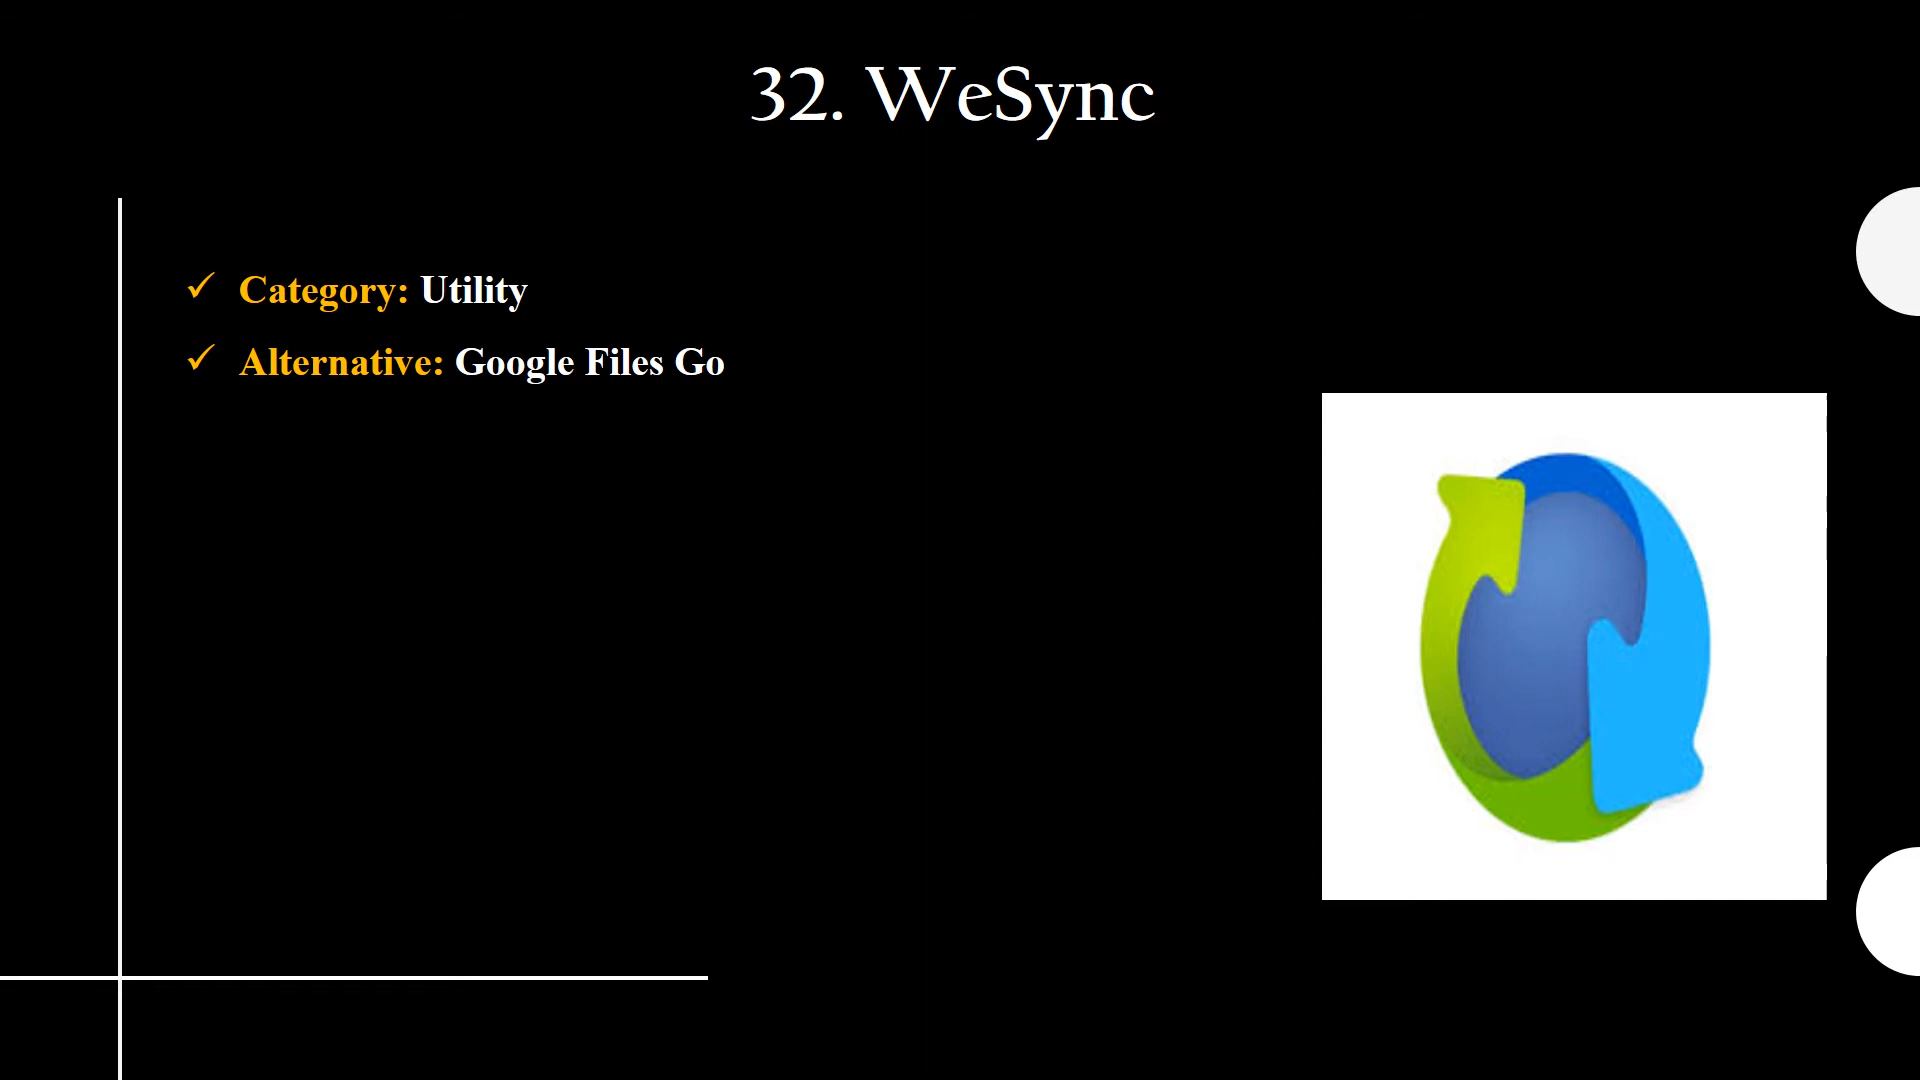 32. WeSync
✓ Category: Utility
✓ Alternative: Google Files Go